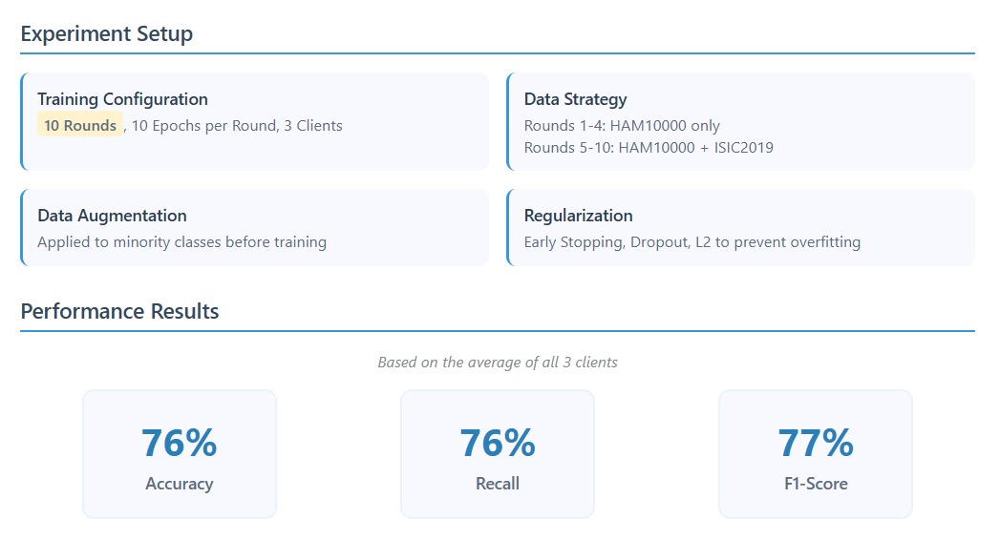 Experiment Setup
Training Configuration
10 Rounds, 10 Epochs per Round, 3 Clients
Data Strategy
Rounds 1-4: HAM10000 only
Rounds 5-10: HAM10000 + ISIC2019
Data Augmentation
Applied to minority classes before training
Regularization
Early Stopping, Dropout, L2 to prevent overfitting
Performance Results
Based on the average of all 3 clients
76%
Accuracy
76%
Recall
77%
F1-Score